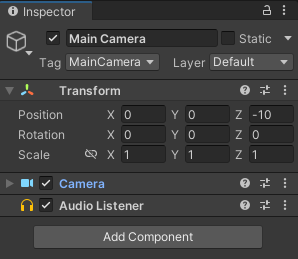 Inspector
Main Camera Static
Tag MainCamera Layer Default
Transform
Position X 0 Y 0 Z -10
Rotation X 0 Y 0 Z 0
Scale X 1 Y 1 Z 1
Camera
Audio Listener
Add Component